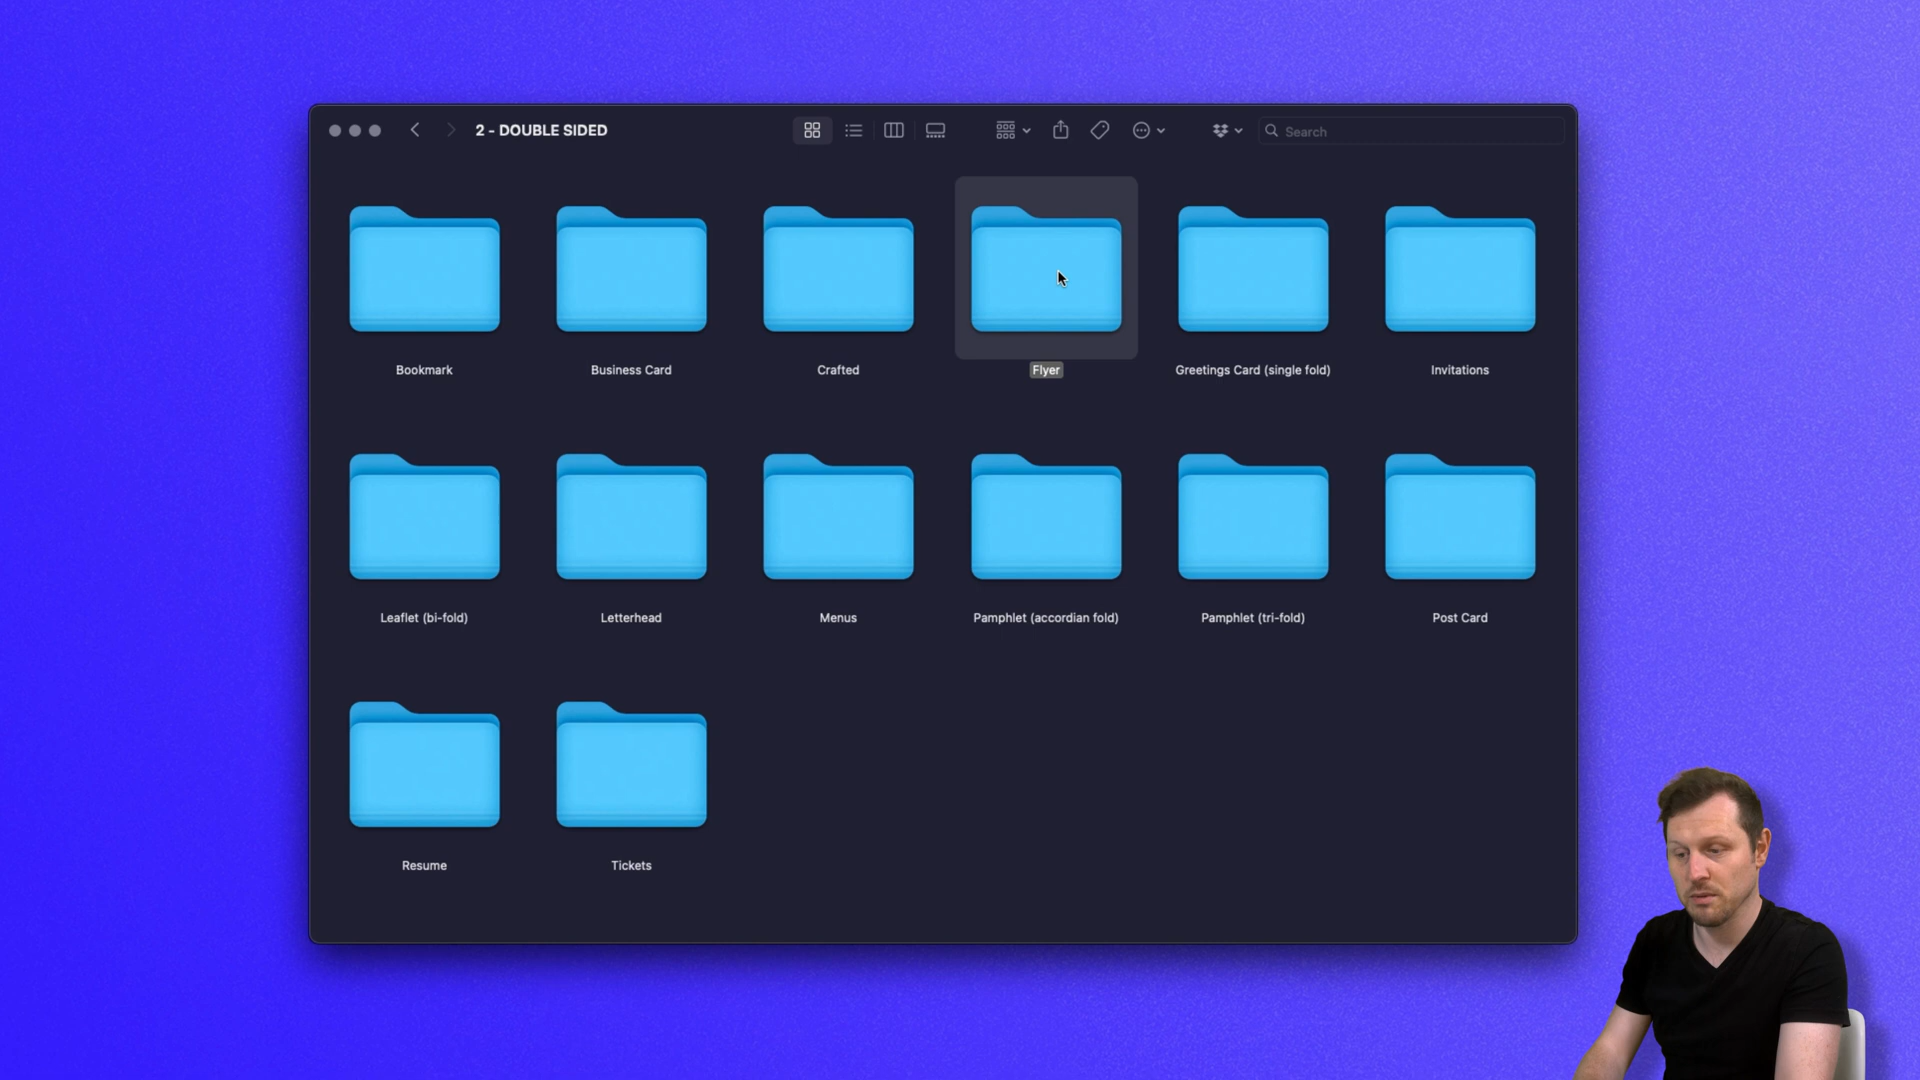 2 - DOUBLE SIDED
Search
Bookmark
Business Card
Crafted
Flyer
Greetings Card (single fold)
Invitations
Leaflet (bi-fold)
Letterhead
Menus
Pamphlet (accordian fold)
Pamphlet (tri-fold)
Post Card
Resume
Tickets